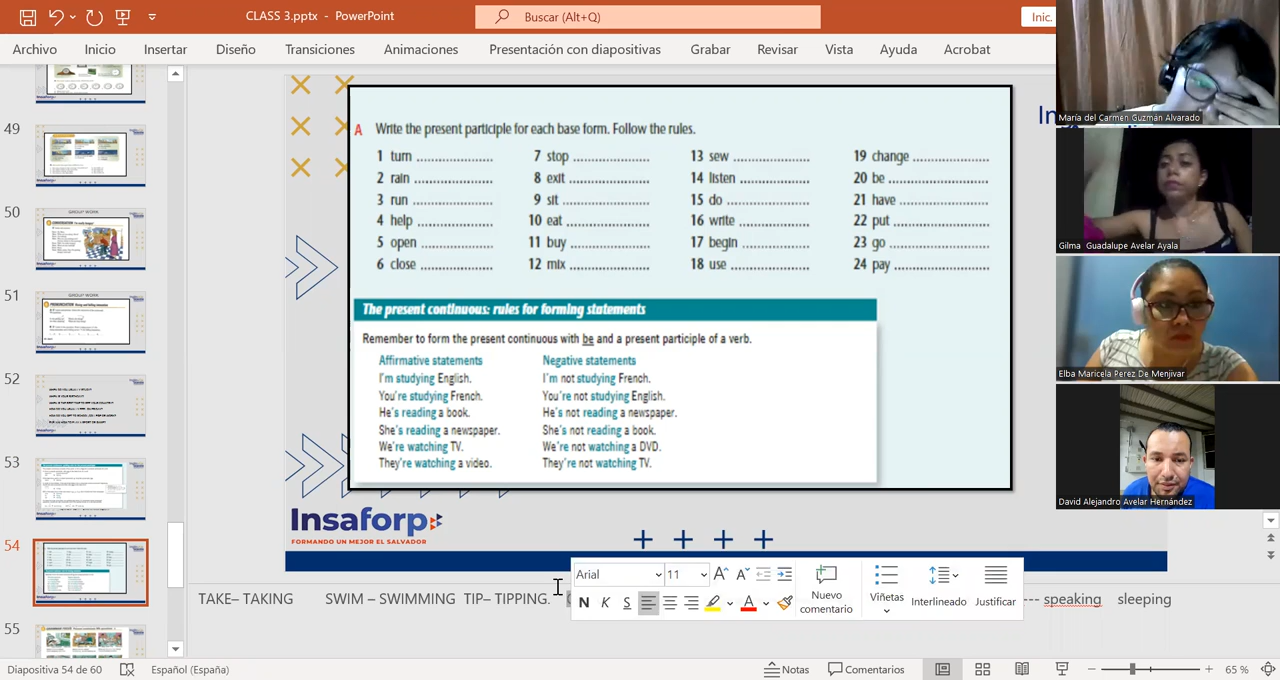 CLASS 3.pptx - PowerPoint
Buscar (Alt+Q)
Inic.
Archivo Inicio Insertar Diseño Transiciones Animaciones Presentación con diapositivas Grabar Revisar Vista Ayuda Acrobat
María del Carmen Guzmán Alvarado
Gilma Guadalupe Avelar Ayala
Elba Maricela Perez De Menjivar
David Alejandro Avelar Hernández
49
50
51
52
53
54
55
A Write the present participle for each base form. Follow the rules.
1 turn ....................
2 rain ....................
3 run ....................
4 help ....................
5 open ....................
6 close ....................
7 stop ....................
8 exit ....................
9 sit ....................
10 eat ....................
11 buy ....................
12 mix ....................
13 sew ....................
14 listen ....................
15 do ....................
16 write ....................
17 begin ....................
18 use ....................
19 change ....................
20 be ....................
21 have ....................
22 put ....................
23 go ....................
24 pay ....................
The present continuous: rules for forming statements
Remember to form the present continuous with be and a present participle of a verb.
Affirmative statements
I'm studying English.
You're studying French.
He's reading a book.
She's reading a newspaper.
We're watching TV.
They're watching a video.
Negative statements
I'm not studying French.
You're not studying English.
He's not reading a newspaper.
She's not reading a book.
We're not watching a DVD.
They're not watching TV.
Insaforp
FORMANDO UN MEJOR EL SALVADOR
Arial 11
N K S
Nuevo comentario
Viñetas
Interlineado
Justificar
TAKE– TAKING SWIM – SWIMMING TIP– TIPPING. --- speaking sleeping
Diapositiva 54 de 60 Español (España) Notas Comentarios 65 %